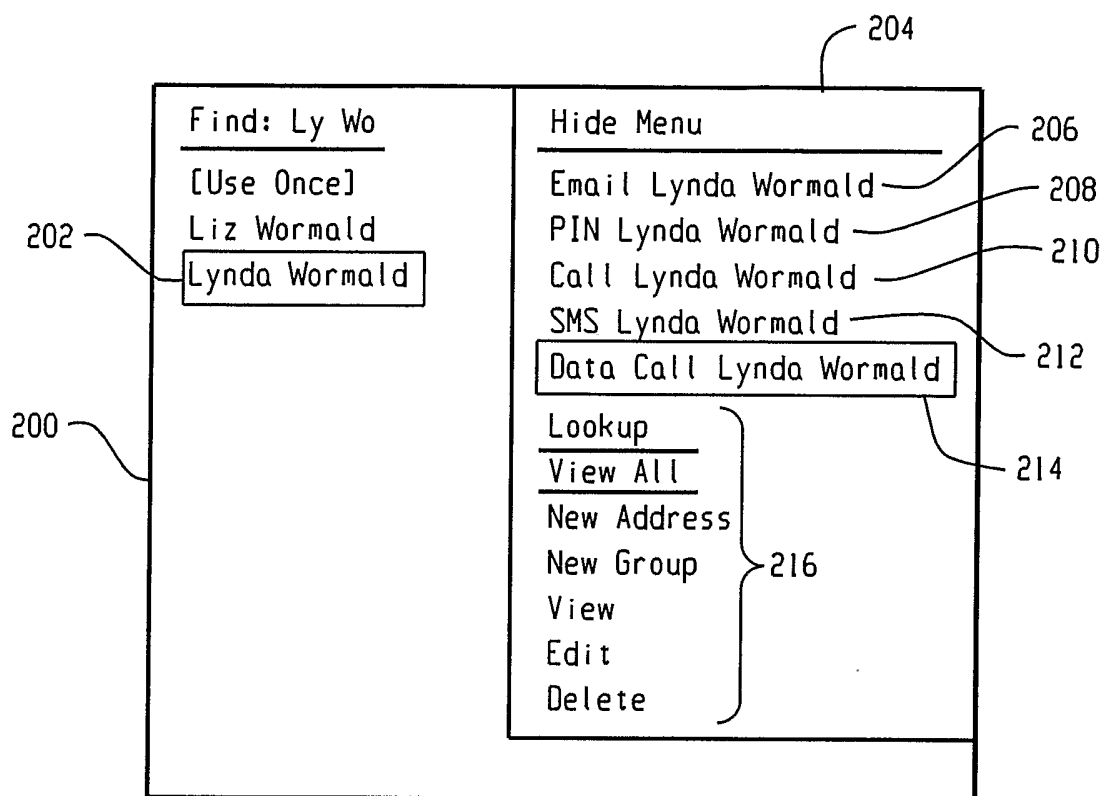 204
Find: Ly Wo
[Use Once]
Liz Wormald
202
Lynda Wormald
200
Hide Menu
206
Email Lynda Wormald
208
PIN Lynda Wormald
210
Call Lynda Wormald
SMS Lynda Wormald
212
Data Call Lynda Wormald
214
Lookup
View All
New Address
New Group
216
View
Edit
Delete